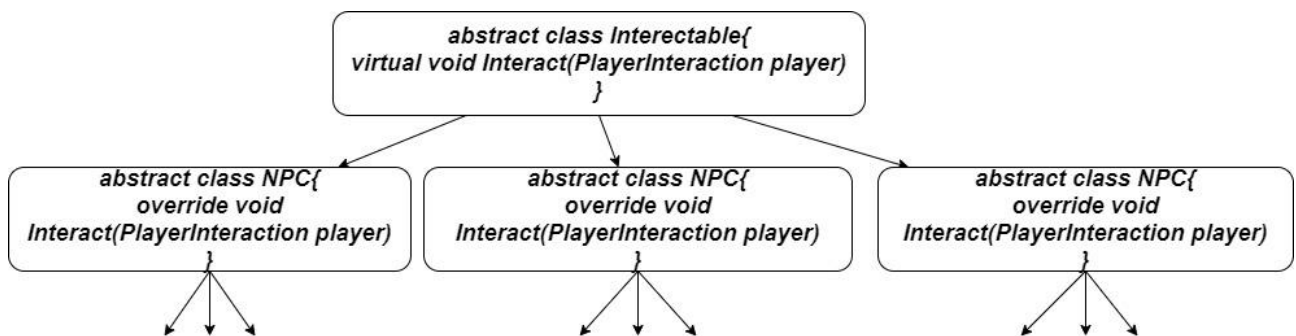 abstract class Interectable{
virtual void Interact(PlayerInteraction player)
}
abstract class NPC{
override void
Interact(PlayerInteraction player)
}
abstract class NPC{
override void
Interact(PlayerInteraction player)
}
abstract class NPC{
override void
Interact(PlayerInteraction player)
}